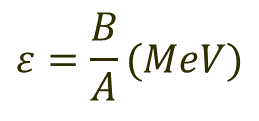 ε = B/A (MeV)